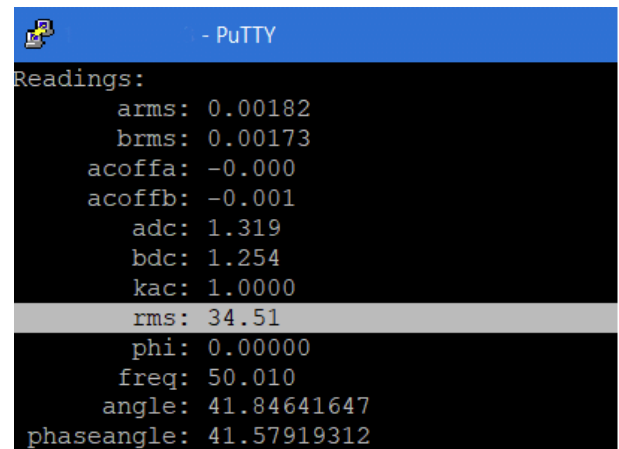 - PuTTY
Readings:
arms: 0.00182
brms: 0.00173
acoffa: -0.000
acoffb: -0.001
adc: 1.319
bdc: 1.254
kac: 1.0000
rms: 34.51
phi: 0.00000
freq: 50.010
angle: 41.84641647
phaseangle: 41.57919312